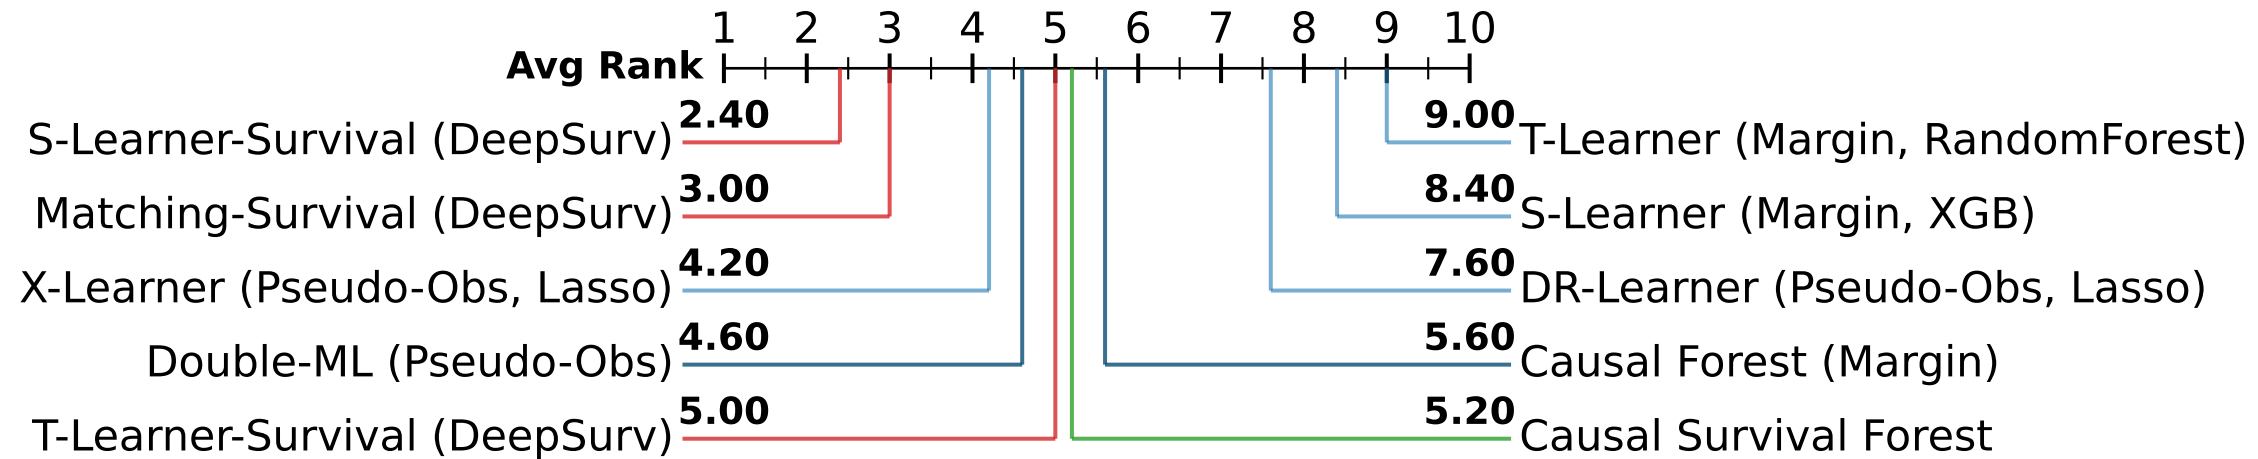 1 2 3 4 5 6 7 8 9 10
Avg Rank
S-Learner-Survival (DeepSurv) 2.40
Matching-Survival (DeepSurv) 3.00
X-Learner (Pseudo-Obs, Lasso) 4.20
Double-ML (Pseudo-Obs) 4.60
T-Learner-Survival (DeepSurv) 5.00
9.00 T-Learner (Margin, RandomForest)
8.40 S-Learner (Margin, XGB)
7.60 DR-Learner (Pseudo-Obs, Lasso)
5.60 Causal Forest (Margin)
5.20 Causal Survival Forest